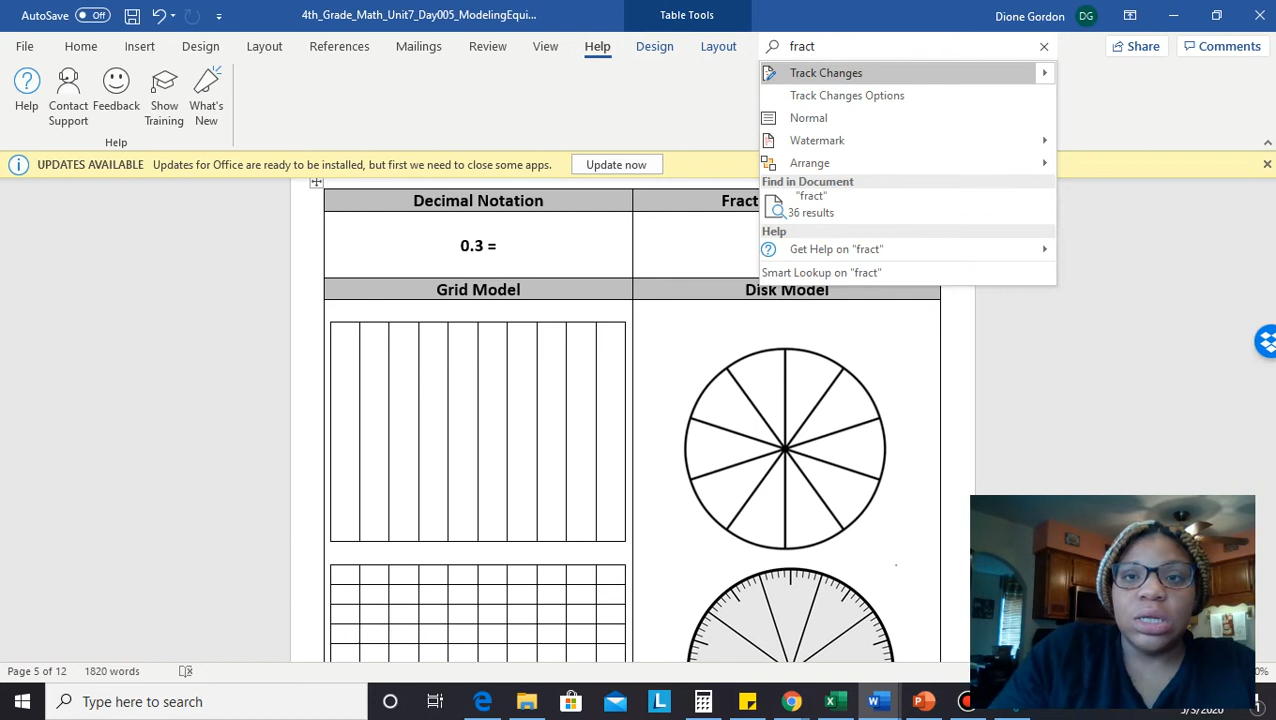 AutoSave Off 4th_Grade_Math_Unit7_Day005_ModelingEqui... Table Tools Dione Gordon DG
File Home Insert Design Layout References Mailings Review View Help Design Layout fract Share Comments
Help Contact Support Feedback Show Training What's New
Help
UPDATES AVAILABLE Updates for Office are ready to be installed, but first we need to close some apps. Update now
Track Changes
Track Changes Options
Normal
Watermark
Arrange
Find in Document
"fract"
36 results
Help
Get Help on "fract"
Smart Lookup on "fract"
Decimal Notation Fract
0.3 =
Grid Model Disk Model
Page 5 of 12 1820 words
Type here to search
5/3/2020